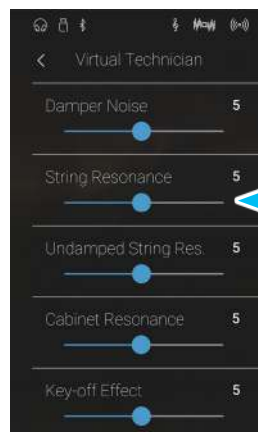 Virtual Technician
Damper Noise 5
String Resonance 5
Undamped String Res. 5
Cabinet Resonance 5
Key-off Effect 5